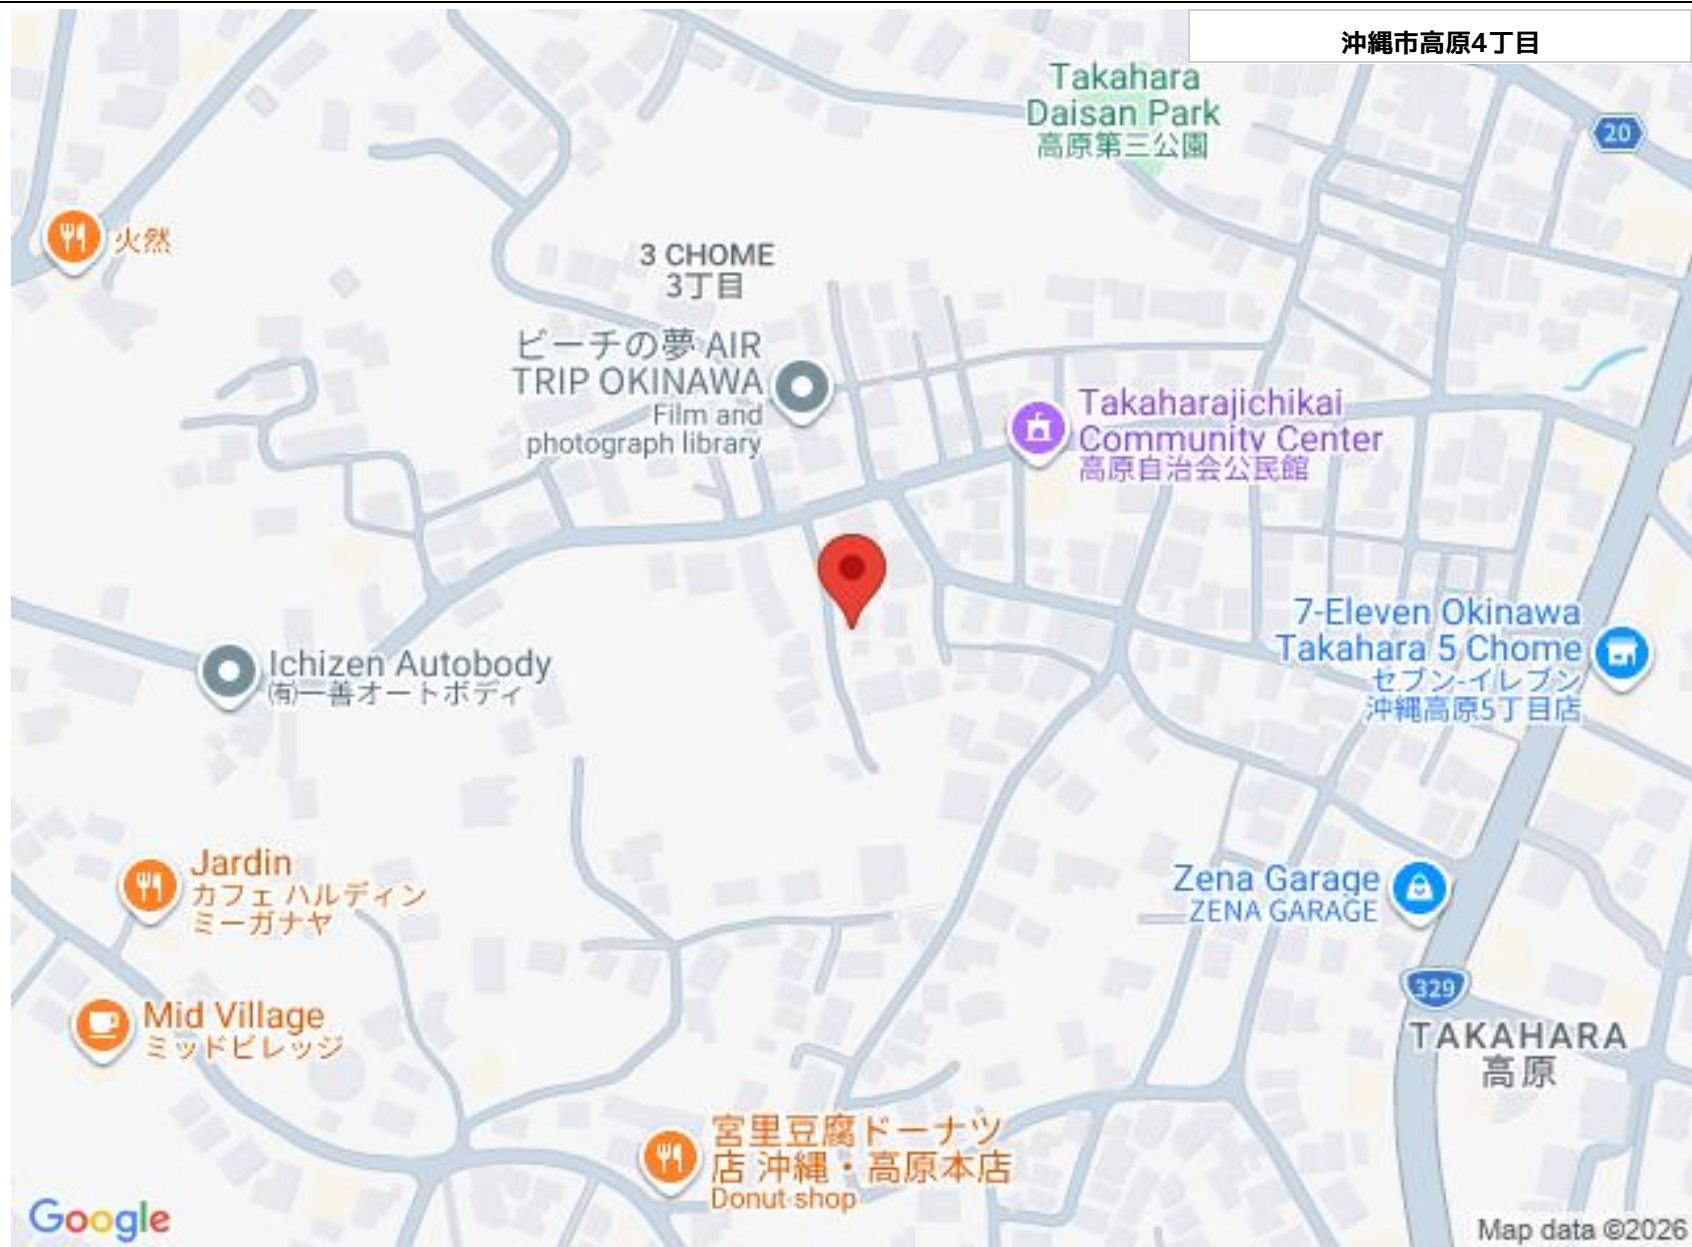 沖縄市高原4丁目
Takahara
Daisan Park
高原第三公園
20
火然
3 CHOME
3丁目
ビーチの夢 AIR
TRIP OKINAWA
Film and
photograph library
Takaharajichikai
Community Center
高原自治会公民館
7-Eleven Okinawa
Takahara 5 Chome
セブン-イレブン
沖縄高原5丁目店
Ichizen Autobody
㈲一善オートボディ
Jardin
カフェ ハルディン
ミーガナヤ
Zena Garage
ZENA GARAGE
329
Mid Village
ミッドビレッジ
TAKAHARA
高原
宮里豆腐ドーナツ
店 沖縄・高原本店
Donut shop
Google
Map data ©2026